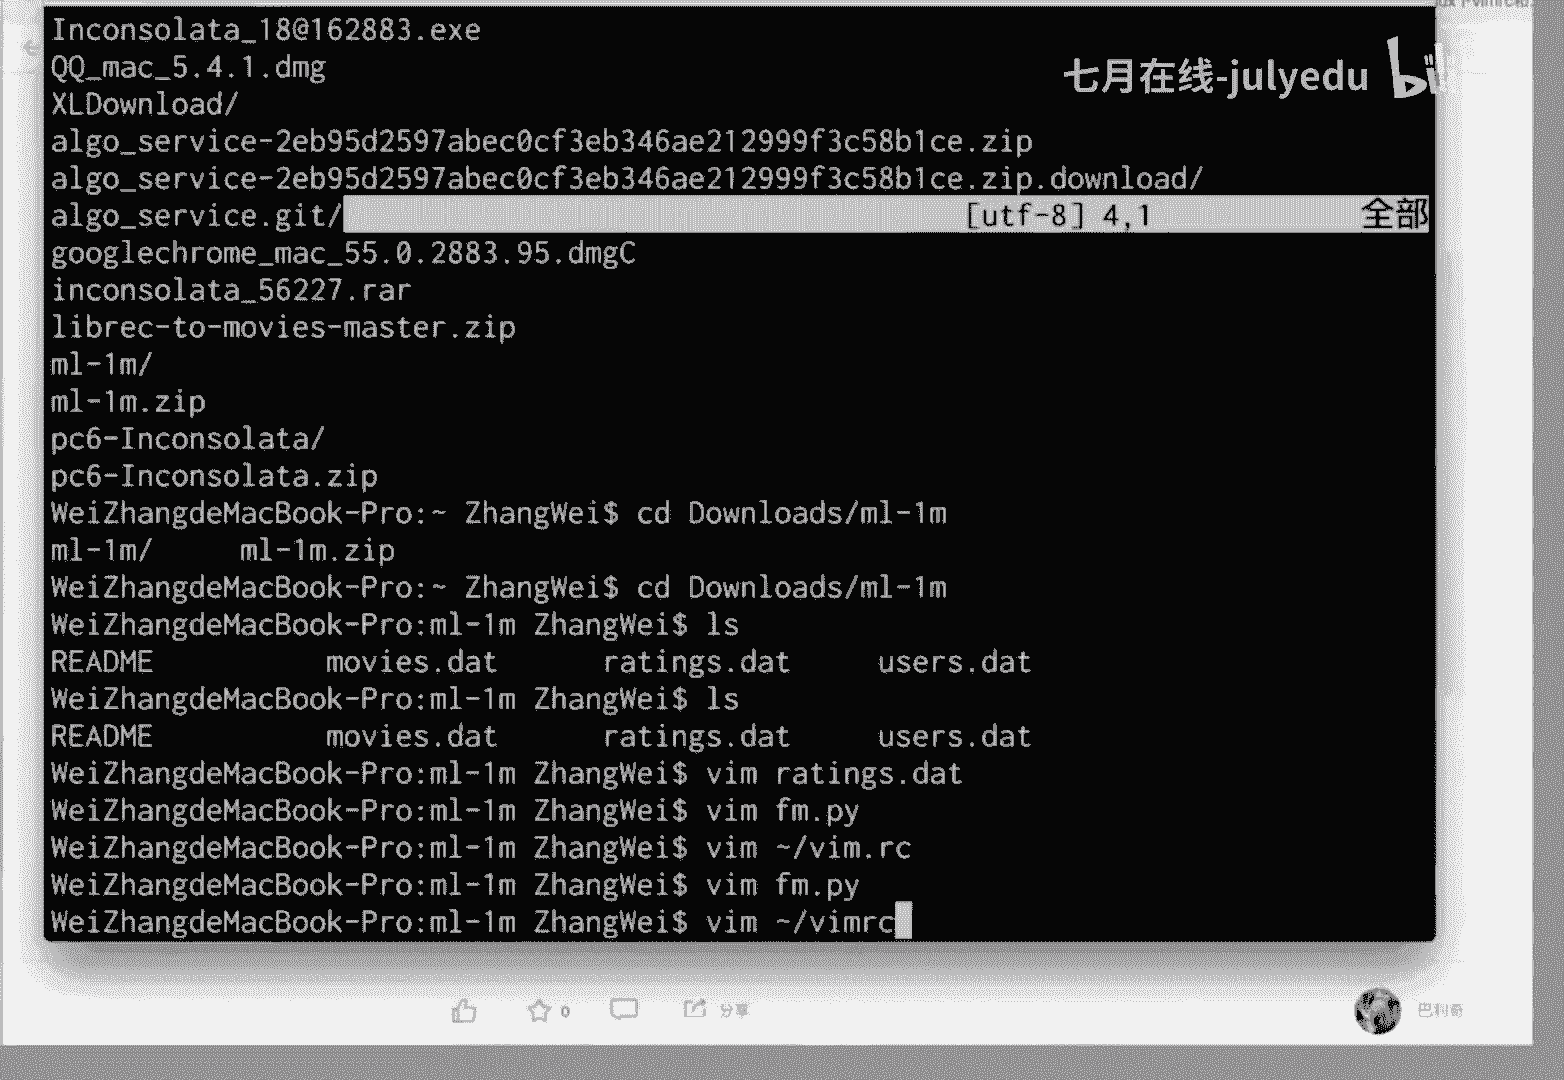 Inconsolata_18@162883.exe
QQ_mac_5.4.1.dmg
七月在线-julyedu bili
XLDownload/
algo_service-2eb95d2597abec0cf3eb346ae212999f3c58b1ce.zip
algo_service-2eb95d2597abec0cf3eb346ae212999f3c58b1ce.zip.download/
algo_service.git/ [utf-8] 4,1 全部
googlechrome_mac_55.0.2883.95.dmgC
inconsolata_56227.rar
librec-to-movies-master.zip
ml-1m/
ml-1m.zip
pc6-Inconsolata/
pc6-Inconsolata.zip
WeiZhangdeMacBook-Pro:~ ZhangWei$ cd Downloads/ml-1m
ml-1m/ ml-1m.zip
WeiZhangdeMacBook-Pro:~ ZhangWei$ cd Downloads/ml-1m
WeiZhangdeMacBook-Pro:ml-1m ZhangWei$ ls
README movies.dat ratings.dat users.dat
WeiZhangdeMacBook-Pro:ml-1m ZhangWei$ ls
README movies.dat ratings.dat users.dat
WeiZhangdeMacBook-Pro:ml-1m ZhangWei$ vim ratings.dat
WeiZhangdeMacBook-Pro:ml-1m ZhangWei$ vim fm.py
WeiZhangdeMacBook-Pro:ml-1m ZhangWei$ vim ~/vim.rc
WeiZhangdeMacBook-Pro:ml-1m ZhangWei$ vim fm.py
WeiZhangdeMacBook-Pro:ml-1m ZhangWei$ vim ~/vimrc
0 分享 巴利奇